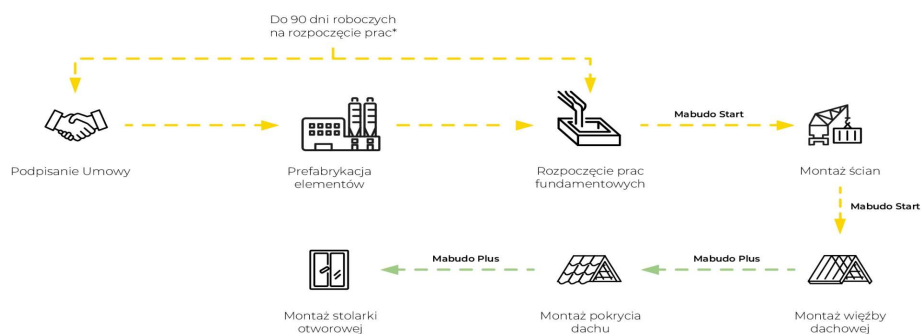 Do 90 dni roboczych
na rozpoczęcie prac*
Podpisanie Umowy
Prefabrykacja
elementów
Rozpoczęcie prac
fundamentowych
Mabudo Start
Montaż ścian
Mabudo Start
Montaż więźby
dachowej
Mabudo Plus
Montaż pokrycia
dachu
Mabudo Plus
Montaż stolarki
otworowej